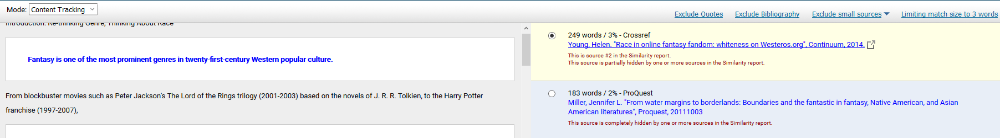 Mode: Content Tracking
Exclude Quotes Exclude Bibliography Exclude small sources Limiting match size to 3 words
Introduction: Re-thinking Genre, Thinking About Race
Fantasy is one of the most prominent genres in twenty-first-century Western popular culture.
From blockbuster movies such as Peter Jackson's The Lord of the Rings trilogy (2001-2003) based on the novels of J. R. R. Tolkien, to the Harry Potter
franchise (1997-2007),
249 words / 3% - Crossref
Young, Helen. "Race in online fantasy fandom: whiteness on Westeros.org", Continuum, 2014.
This is source #2 in the Similarity report.
This source is partially hidden by one or more sources in the Similarity report.
183 words / 2% - ProQuest
Miller, Jennifer L. "From water margins to borderlands: Boundaries and the fantastic in fantasy, Native American, and Asian
American literatures", Proquest, 20111003
This source is completely hidden by one or more sources in the Similarity report.